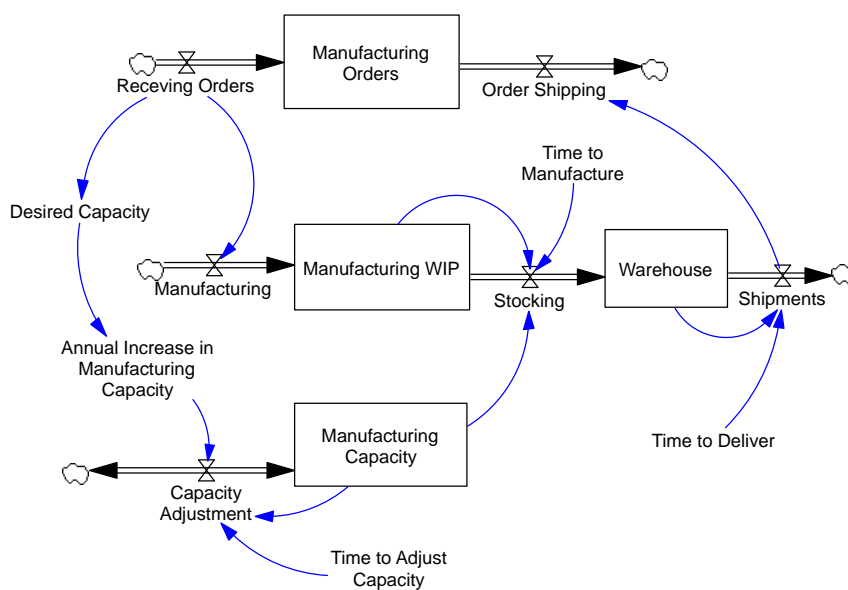 Manufacturing
Orders
Receving Orders
Order Shipping
Time to
Manufacture
Desired Capacity
Manufacturing
Manufacturing WIP
Stocking
Warehouse
Shipments
Annual Increase in
Manufacturing
Capacity
Manufacturing
Capacity
Time to Deliver
Capacity
Adjustment
Time to Adjust
Capacity